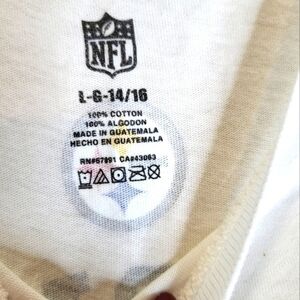 NFL
L-G-14/16
100% COTTON
100% ALGODON
MADE IN GUATEMALA
HECHO EN GUATEMALA
RN#67891 CA#43063